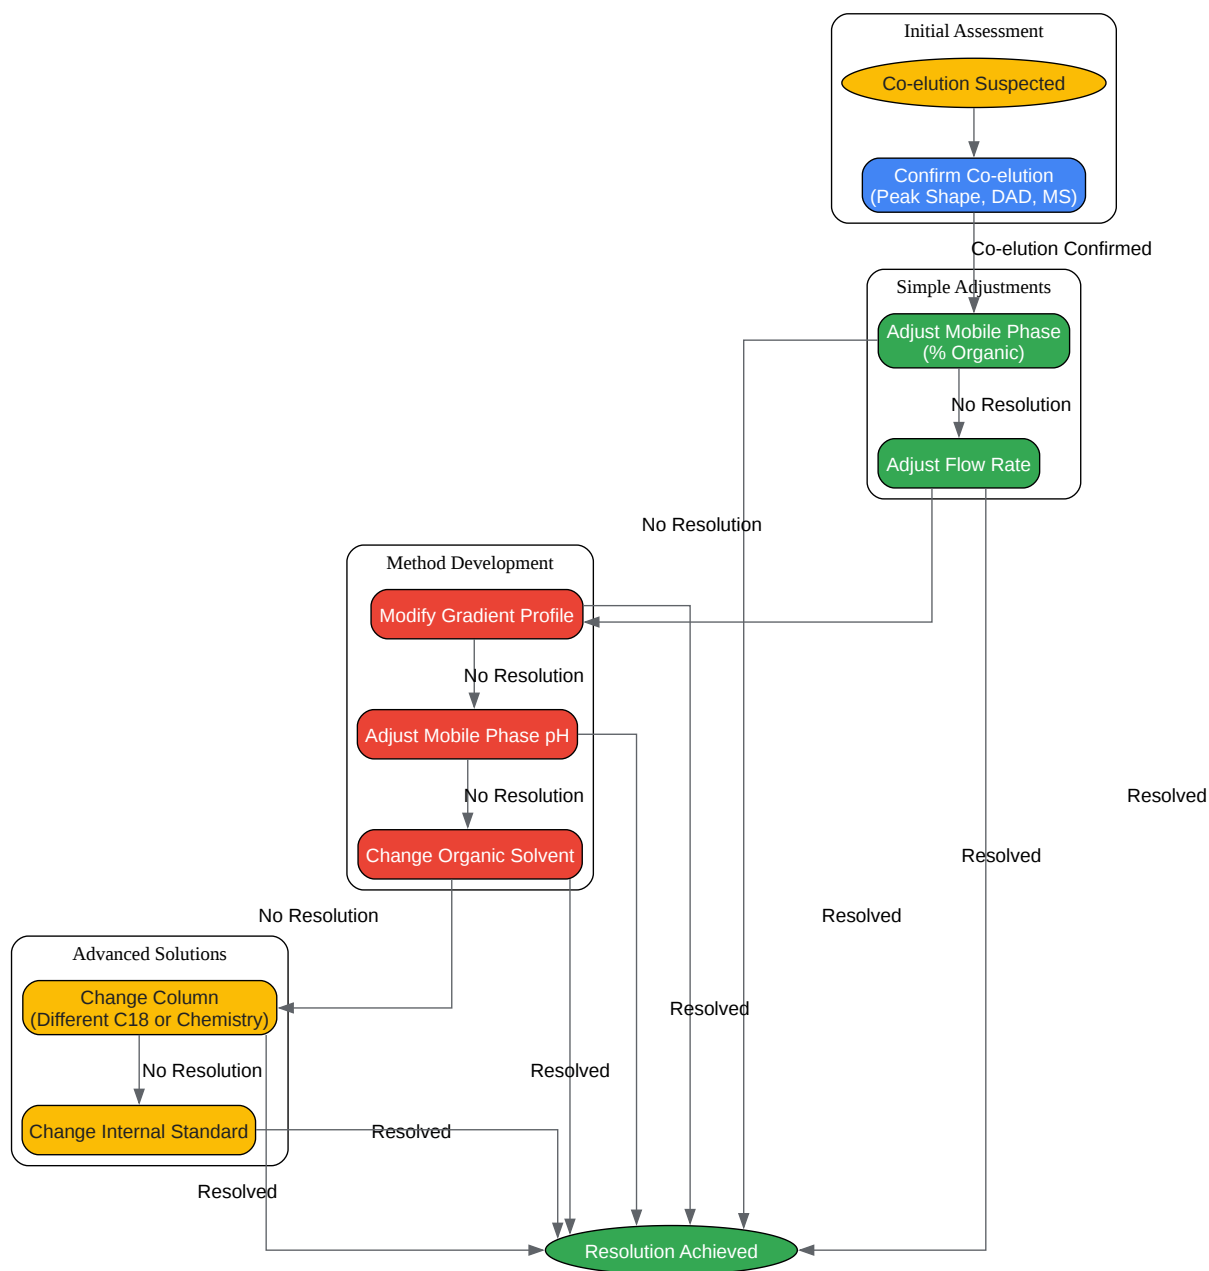 Initial Assessment
Co-elution Suspected
Confirm Co-elution
(Peak Shape, DAD, MS)
Co-elution Confirmed
Simple Adjustments
Adjust Mobile Phase
(% Organic)
No Resolution
Adjust Flow Rate
No Resolution
Method Development
Modify Gradient Profile
No Resolution
Adjust Mobile Phase pH
No Resolution
Resolved
Change Organic Solvent
Resolved
No Resolution
Resolved
Advanced Solutions
Change Column
(Different C18 or Chemistry)
Resolved
No Resolution
Resolved
Change Internal Standard
Resolved
Resolved
Resolution Achieved